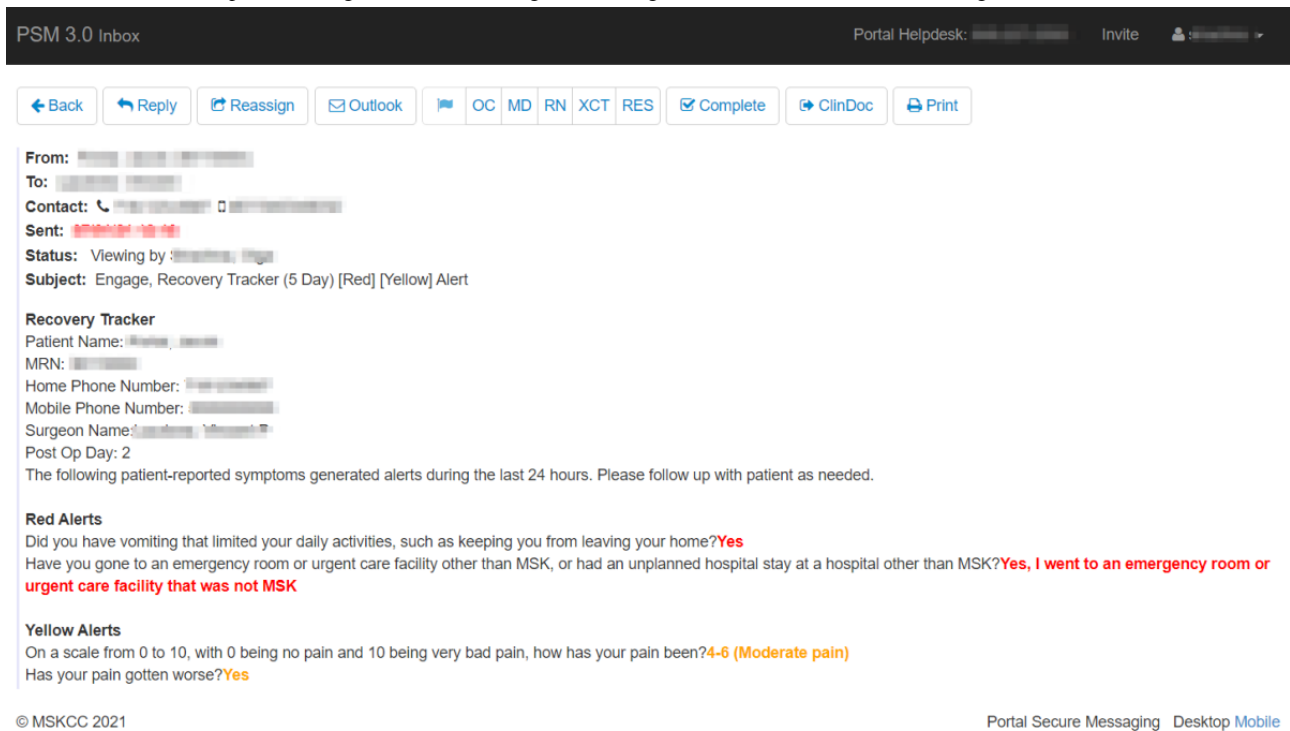 PSM 3.0 Inbox
Portal Helpdesk:
Invite
Back
Reply
Reassign
Outlook
OC
MD
RN
XCT
RES
Complete
ClinDoc
Print
From:
To:
Contact:
Sent:
Status: Viewing by
Subject: Engage, Recovery Tracker (5 Day) [Red] [Yellow] Alert
Recovery Tracker
Patient Name:
MRN:
Home Phone Number:
Mobile Phone Number:
Surgeon Name:
Post Op Day: 2
The following patient-reported symptoms generated alerts during the last 24 hours. Please follow up with patient as needed.
Red Alerts
Did you have vomiting that limited your daily activities, such as keeping you from leaving your home?Yes
Have you gone to an emergency room or urgent care facility other than MSK, or had an unplanned hospital stay at a hospital other than MSK?Yes, I went to an emergency room or
urgent care facility that was not MSK
Yellow Alerts
On a scale from 0 to 10, with 0 being no pain and 10 being very bad pain, how has your pain been?4-6 (Moderate pain)
Has your pain gotten worse?Yes
© MSKCC 2021
Portal Secure Messaging Desktop Mobile